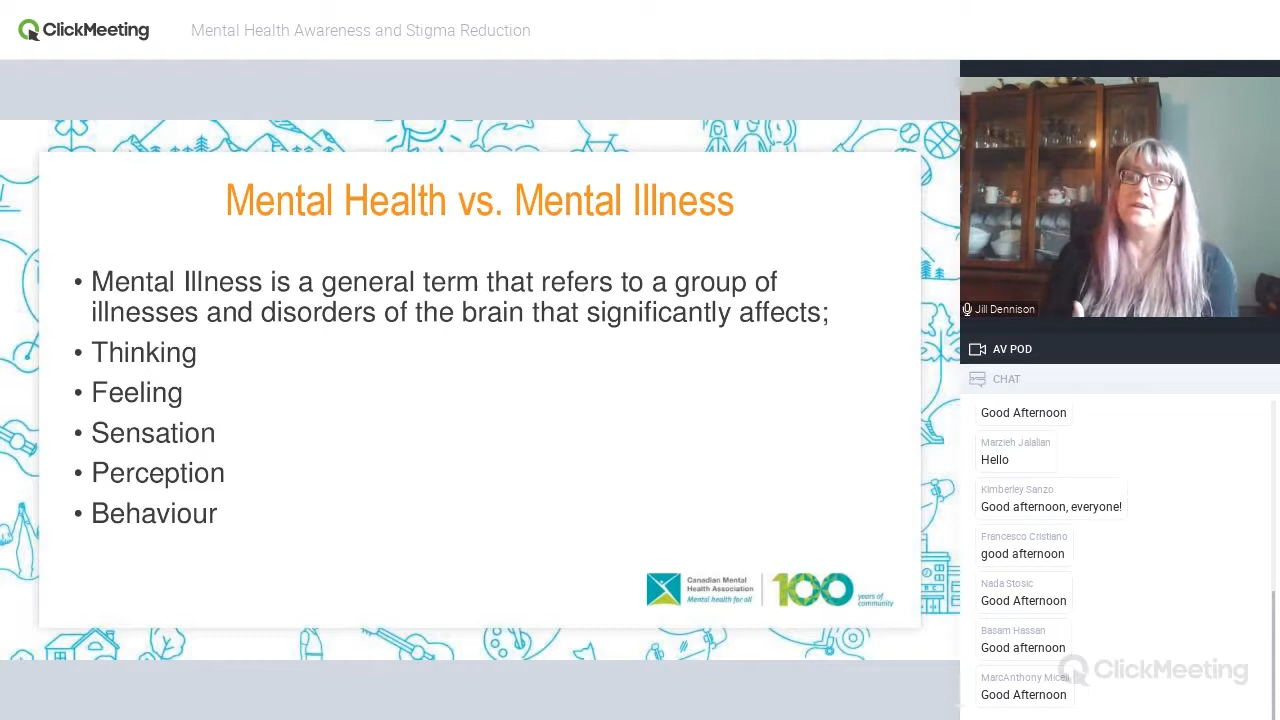 ClickMeeting
Mental Health Awareness and Stigma Reduction
Mental Health vs. Mental Illness
• Mental Illness is a general term that refers to a group of
illnesses and disorders of the brain that significantly affects;
• Thinking
• Feeling
• Sensation
• Perception
• Behaviour
Canadian Mental
Health Association
Mental health for all
100
years of
community
Jill Dennison
AV POD
CHAT
Good Afternoon
Marzieh Jalalian
Hello
Kimberley Sanzo
Good afternoon, everyone!
Francesco Cristiano
good afternoon
Nada Stosic
Good Afternoon
Basam Hassan
Good afternoon
MarcAnthony Miceli
Good Afternoon
ClickMeeting